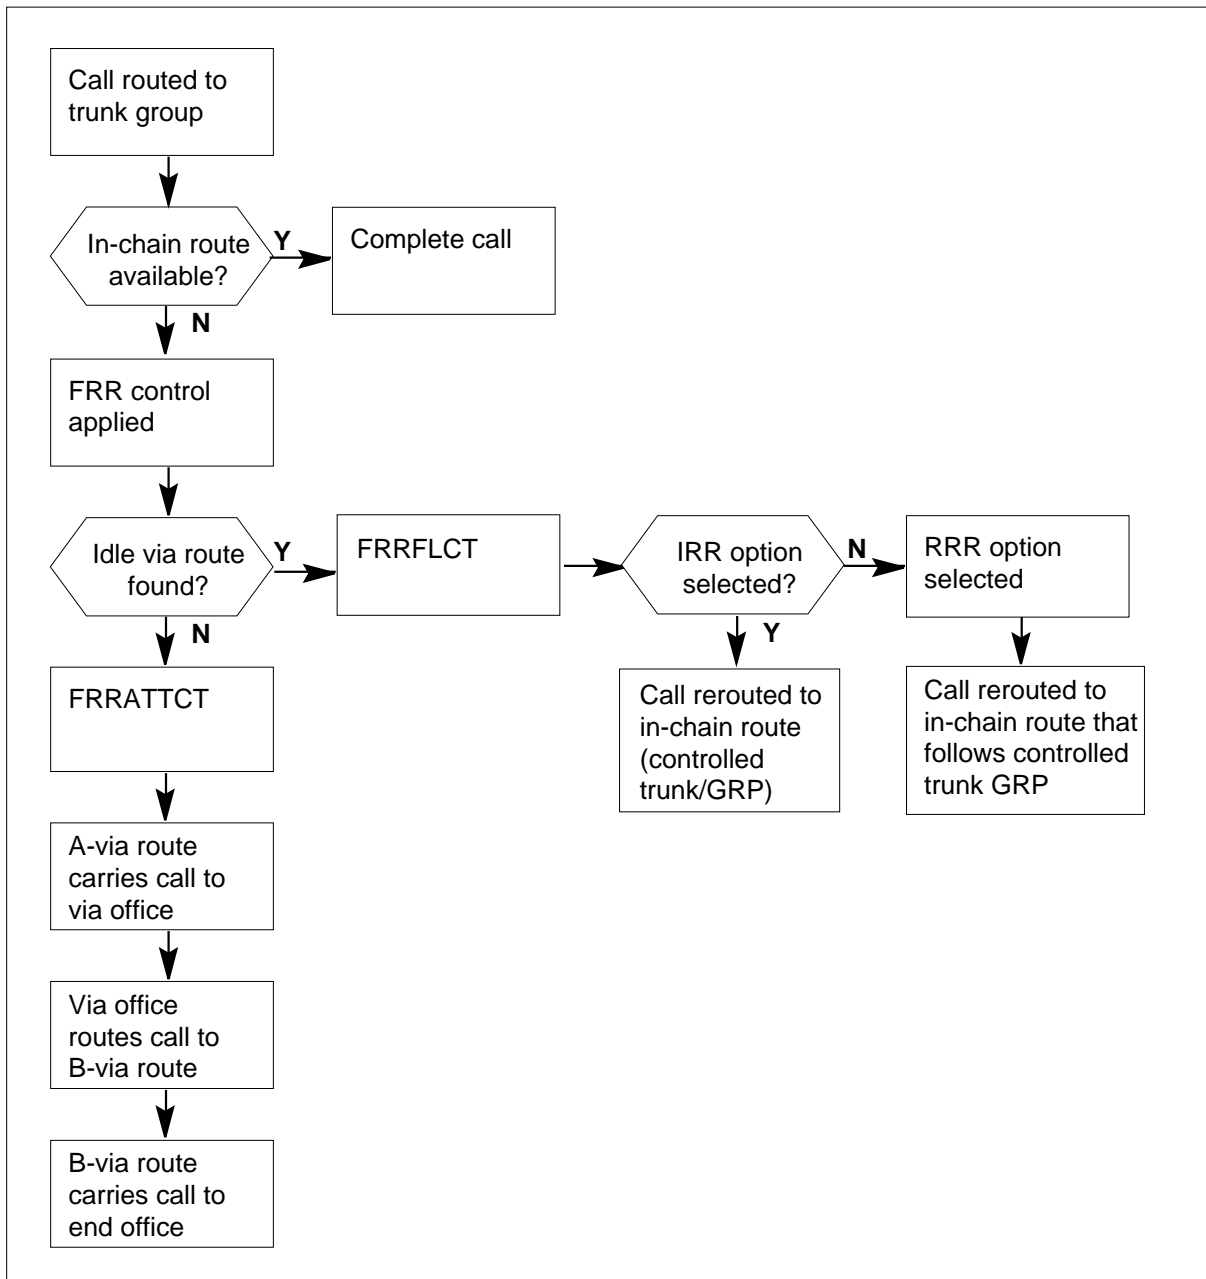 Call routed to
trunk group
In-chain route
available?
Y
Complete call
N
FRR control
applied
Idle via route
found?
Y
FRRFLCT
IRR option
selected?
N
RRR option
selected
N
Y
FRRATTCT
Call rerouted to
in-chain route
(controlled
trunk/GRP)
Call rerouted to
in-chain route that
follows controlled
trunk GRP
A-via route
carries call to
via office
Via office
routes call to
B-via route
B-via route
carries call to
end office